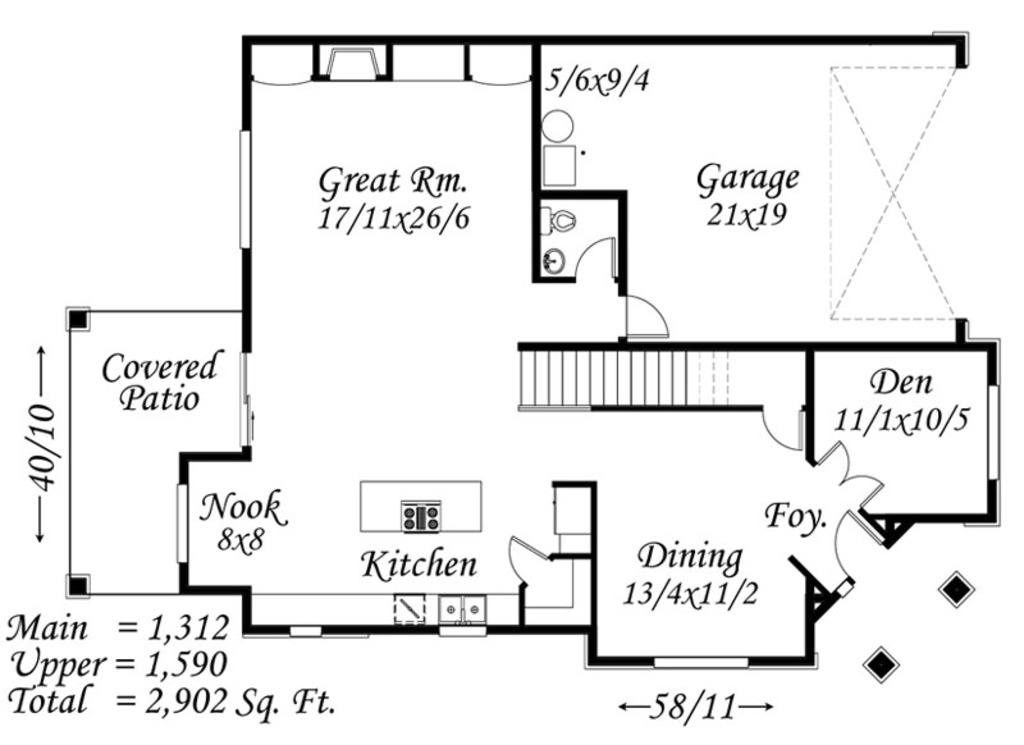 5/6x9/4
Great Rm.
17/11x26/6
Garage
21x19
Covered
Patio
40/10
Den
11/1x10/5
Nook
8x8
Kitchen
Foy.
Dining
13/4x11/2
Main = 1,312
Upper = 1,590
Total = 2,902 Sq. Ft.
58/11